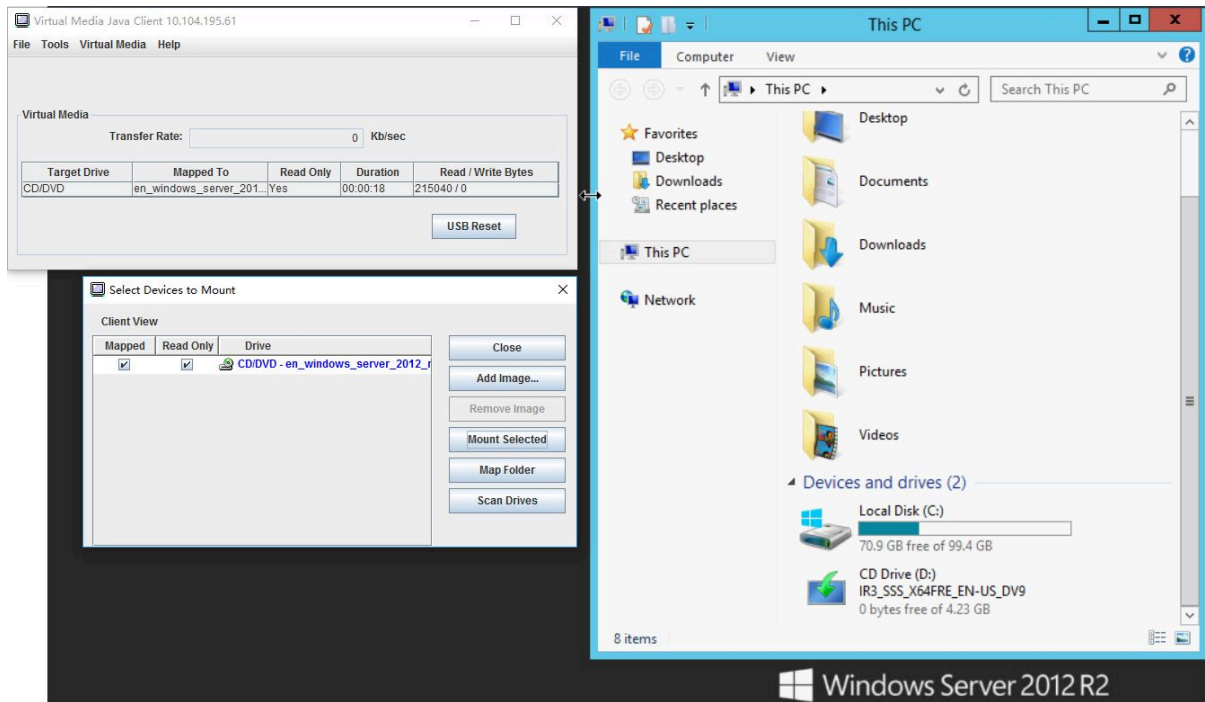 Virtual Media Java Client 10.104.195.61
File Tools Virtual Media Help
Virtual Media
Transfer Rate: 0 Kb/sec
Target Drive Mapped To Read Only Duration Read / Write Bytes
CD/DVD en_windows_server_201... Yes 00:00:18 215040 / 0
USB Reset
Select Devices to Mount
Client View
Mapped Read Only Drive
CD/DVD - en_windows_server_2012_r
Close
Add Image...
Remove Image
Mount Selected
Map Folder
Scan Drives
This PC
File Computer View
This PC Search This PC
Favorites
Desktop
Downloads
Recent places
This PC
Network
Desktop
Documents
Downloads
Music
Pictures
Videos
Devices and drives (2)
Local Disk (C:)
70.9 GB free of 99.4 GB
CD Drive (D:)
IR3_SSS_X64FRE_EN-US_DV9
0 bytes free of 4.23 GB
8 items
Windows Server 2012 R2